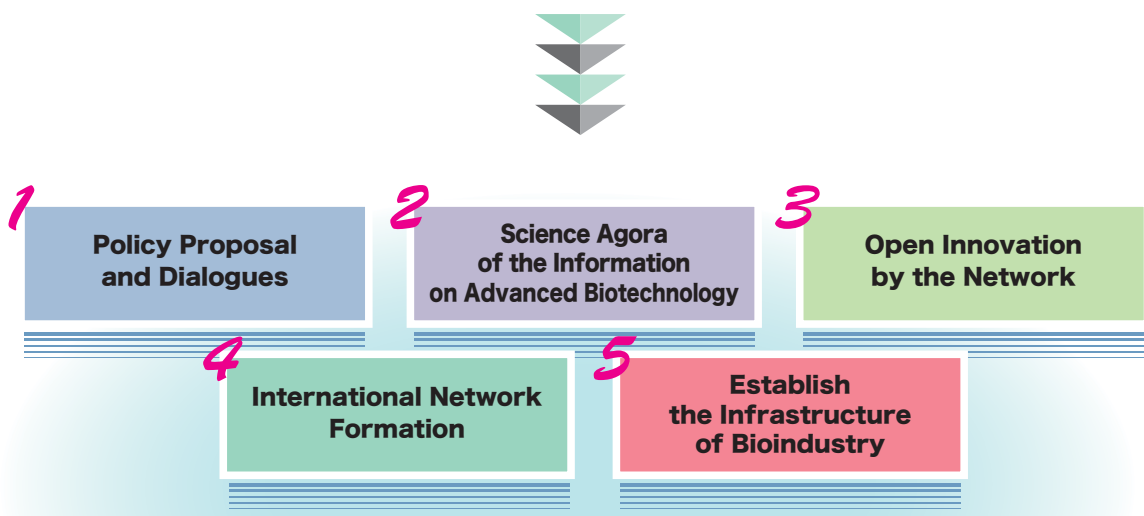 1
Policy Proposal
and Dialogues
2
Science Agora
of the Information
on Advanced Biotechnology
3
Open Innovation
by the Network
4
International Network
Formation
5
Establish
the Infrastructure
of Bioindustry